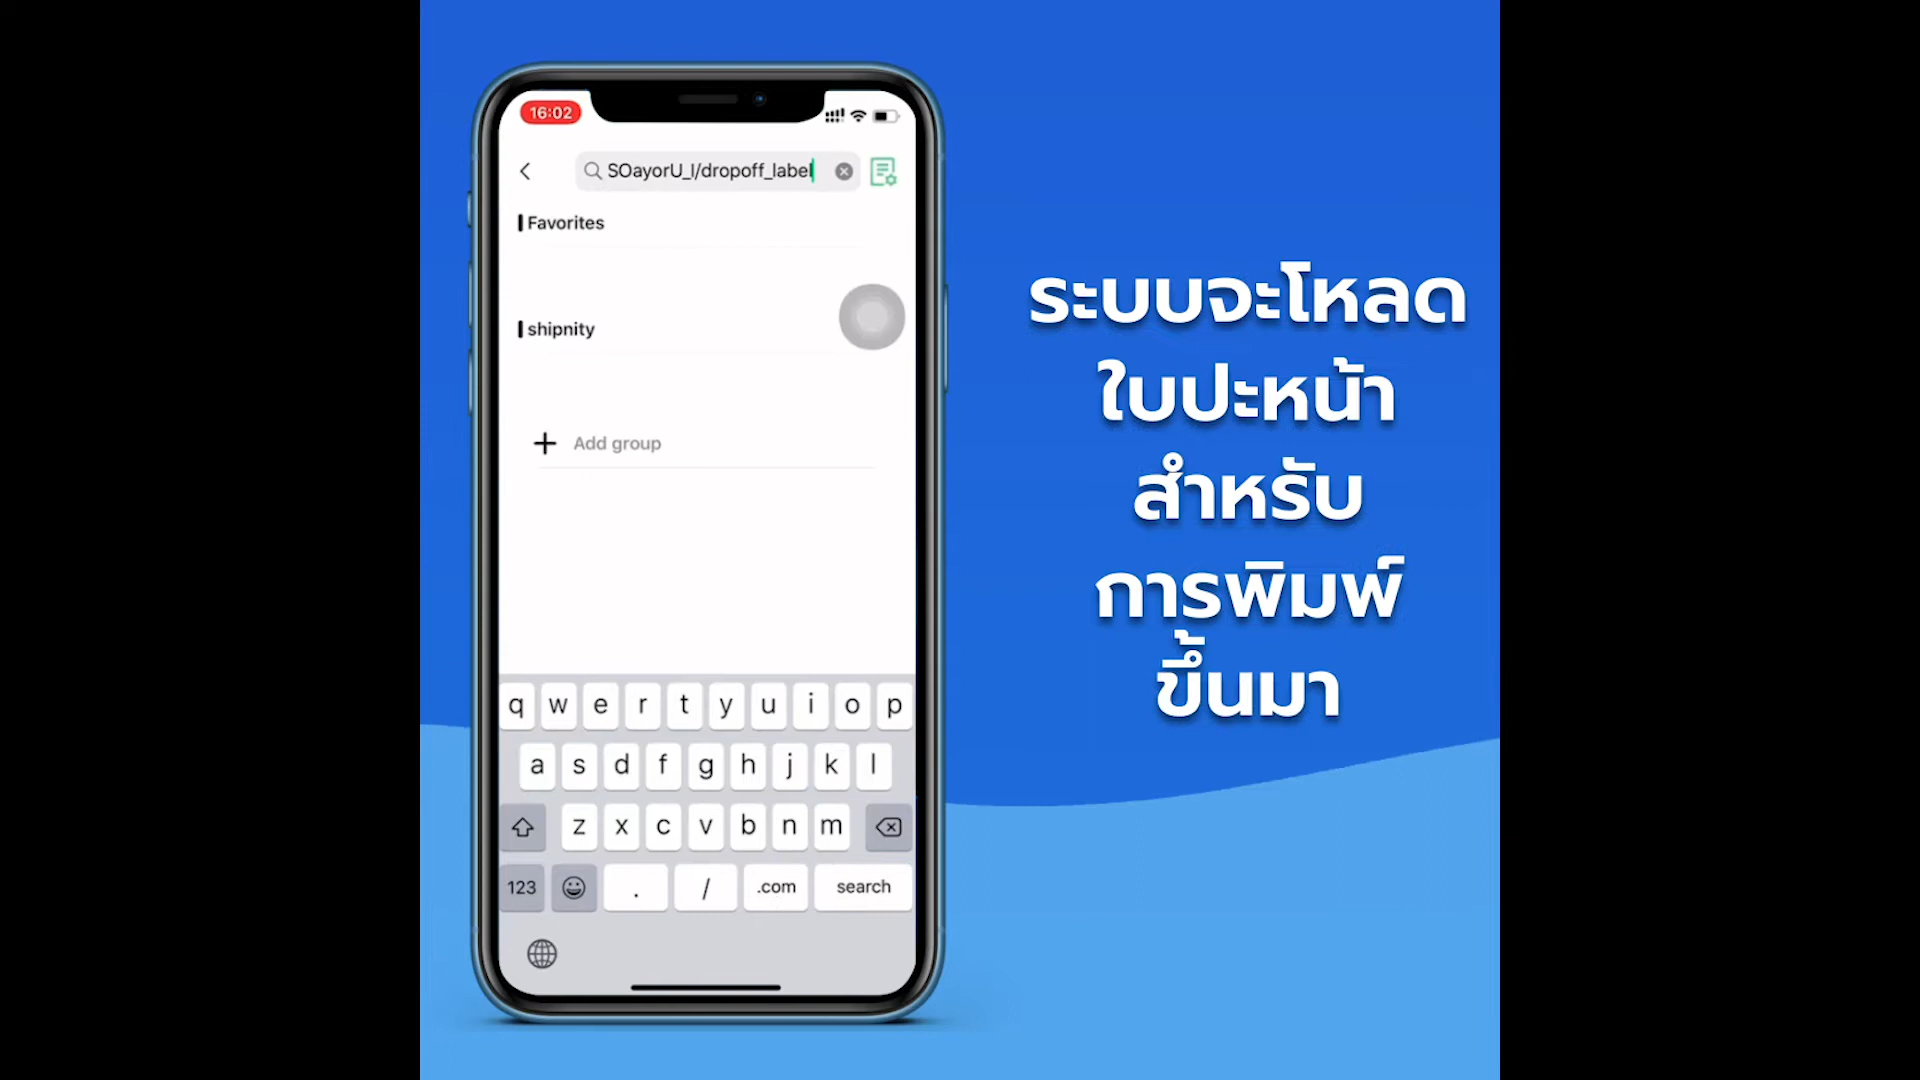 16:02
SOayorU_l/dropoff_label
Favorites
shipnity
Add group
q w e r t y u i o p
a s d f g h j k l
z x c v b n m
123 . / .com search
ระบบจะโหลด
ใบปะหน้า
สำหรับ
การพิมพ์
ขึ้นมา